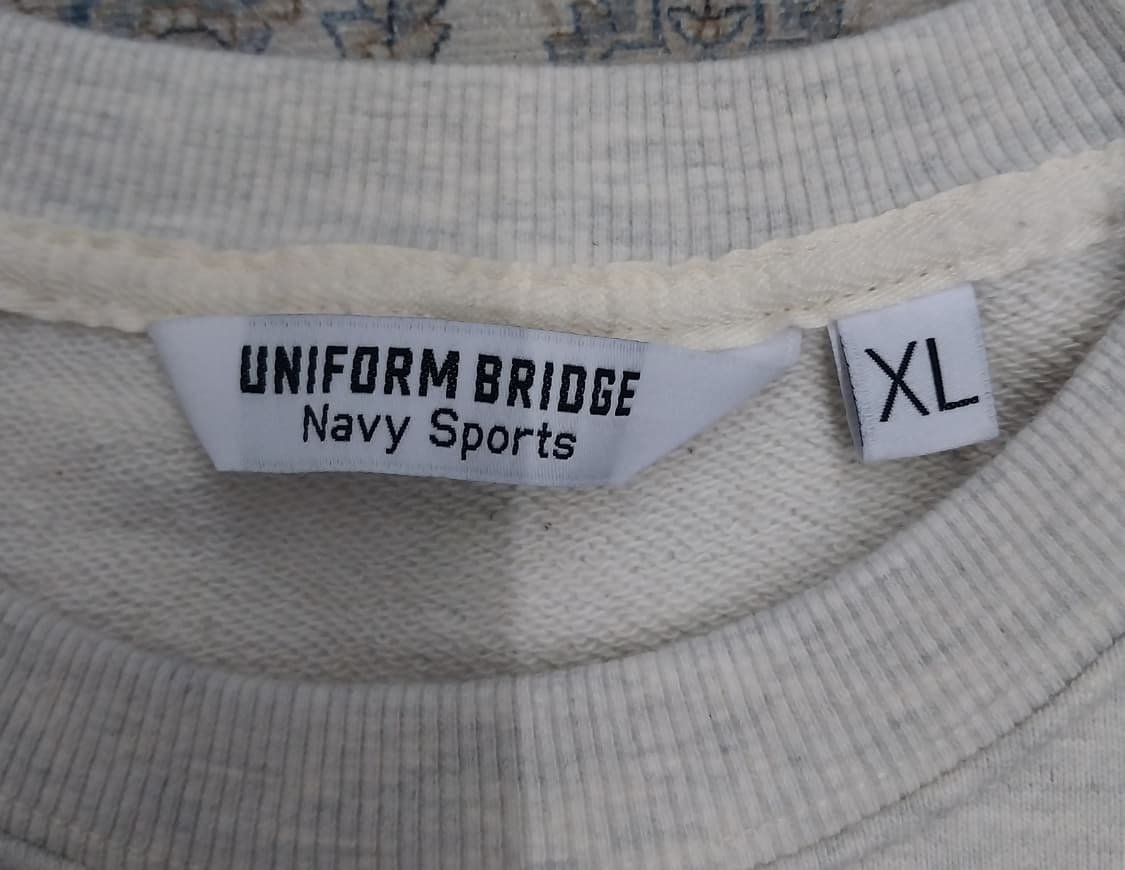 UNIFORM BRIDGE
Navy Sports
XL